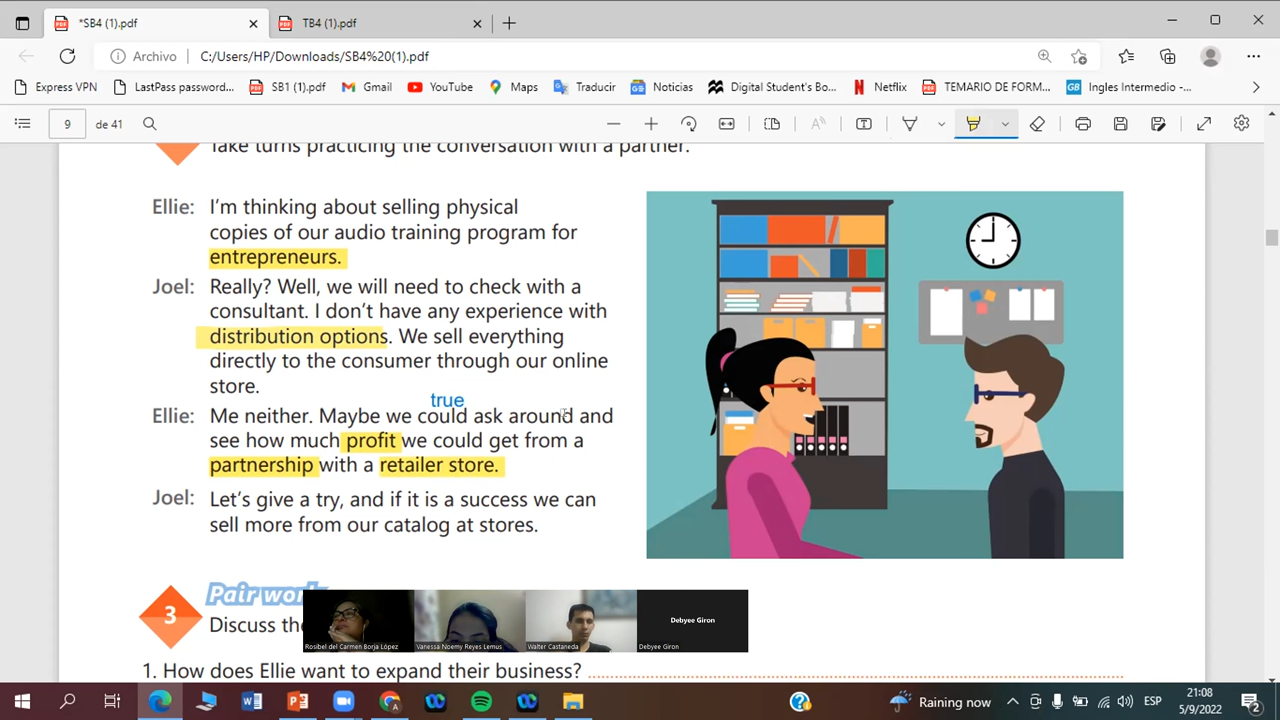 *SB4 (1).pdf
TB4 (1).pdf
Archivo
C:/Users/HP/Downloads/SB4%20(1).pdf
Express VPN
LastPass password...
SB1 (1).pdf
Gmail
YouTube
Maps
Traducir
Noticias
Digital Student's Bo...
Netflix
TEMARIO DE FORM...
Ingles Intermedio -...
9 de 41
Take turns practicing the conversation with a partner.
Ellie: I'm thinking about selling physical
copies of our audio training program for
entrepreneurs.
Joel: Really? Well, we will need to check with a
consultant. I don't have any experience with
distribution options. We sell everything
directly to the consumer through our online
store.
true
Ellie: Me neither. Maybe we could ask around and
see how much profit we could get from a
partnership with a retailer store.
Joel: Let's give a try, and if it is a success we can
sell more from our catalog at stores.
Pair work
3
Discuss the
Rosibel del Carmen Borja López
Vanessa Noemy Reyes Lemus
Walter Castaneda
Debyee Giron
Debyee Giron
1. How does Ellie want to expand their business?
Raining now
ESP
21:08
5/9/2022
2